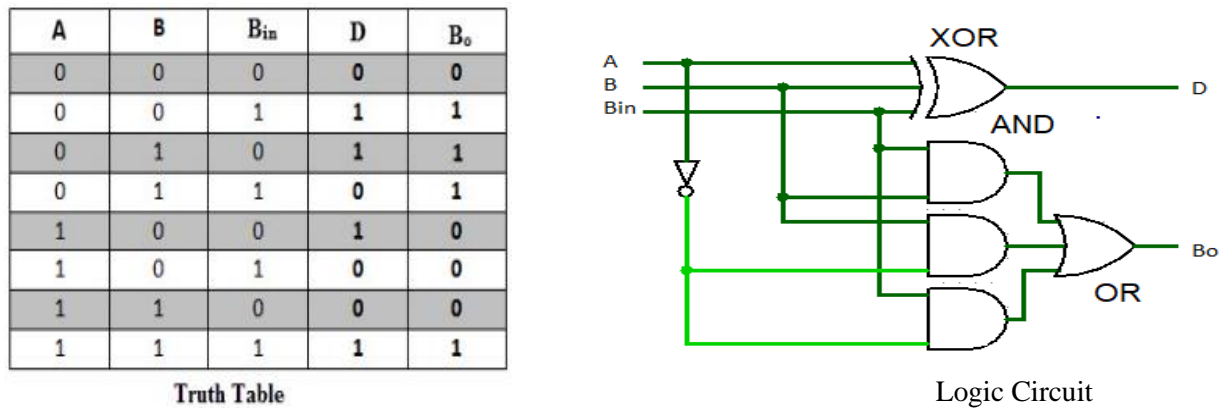 A B Bin D Bo
0 0 0 0 0
0 0 1 1 1
0 1 0 1 1
0 1 1 0 1
1 0 0 1 0
1 0 1 0 0
1 1 0 0 0
1 1 1 1 1
Truth Table
XOR
A
B
Bin
D
AND
Bo
OR
Logic Circuit